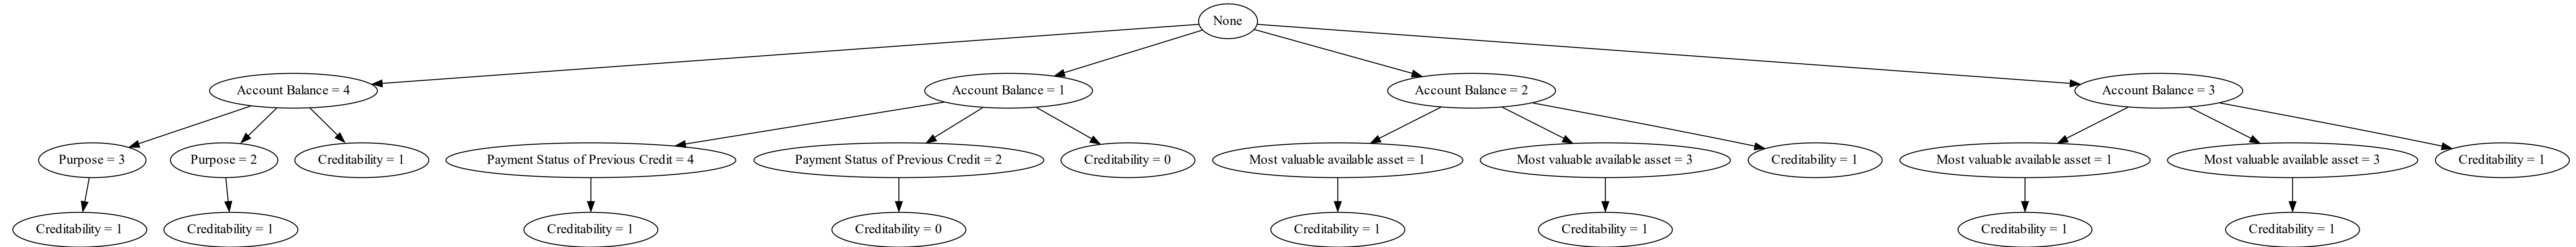 None
Account Balance = 4
Account Balance = 1
Account Balance = 2
Account Balance = 3
Purpose = 3
Purpose = 2
Creditability = 1
Payment Status of Previous Credit = 4
Payment Status of Previous Credit = 2
Creditability = 0
Most valuable available asset = 1
Most valuable available asset = 3
Creditability = 1
Most valuable available asset = 1
Most valuable available asset = 3
Creditability = 1
Creditability = 1
Creditability = 1
Creditability = 1
Creditability = 0
Creditability = 1
Creditability = 1
Creditability = 1
Creditability = 1